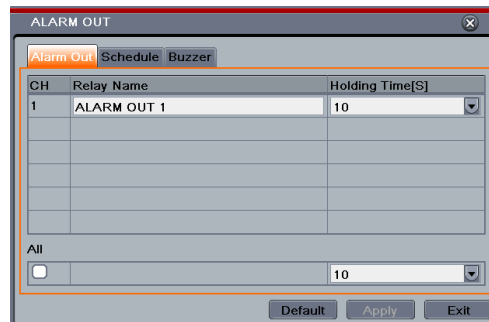 ALARM OUT
Alarm Out Schedule Buzzer
CH Relay Name Holding Time[S]
1 ALARM OUT 1 10
All
10
Default Apply Exit